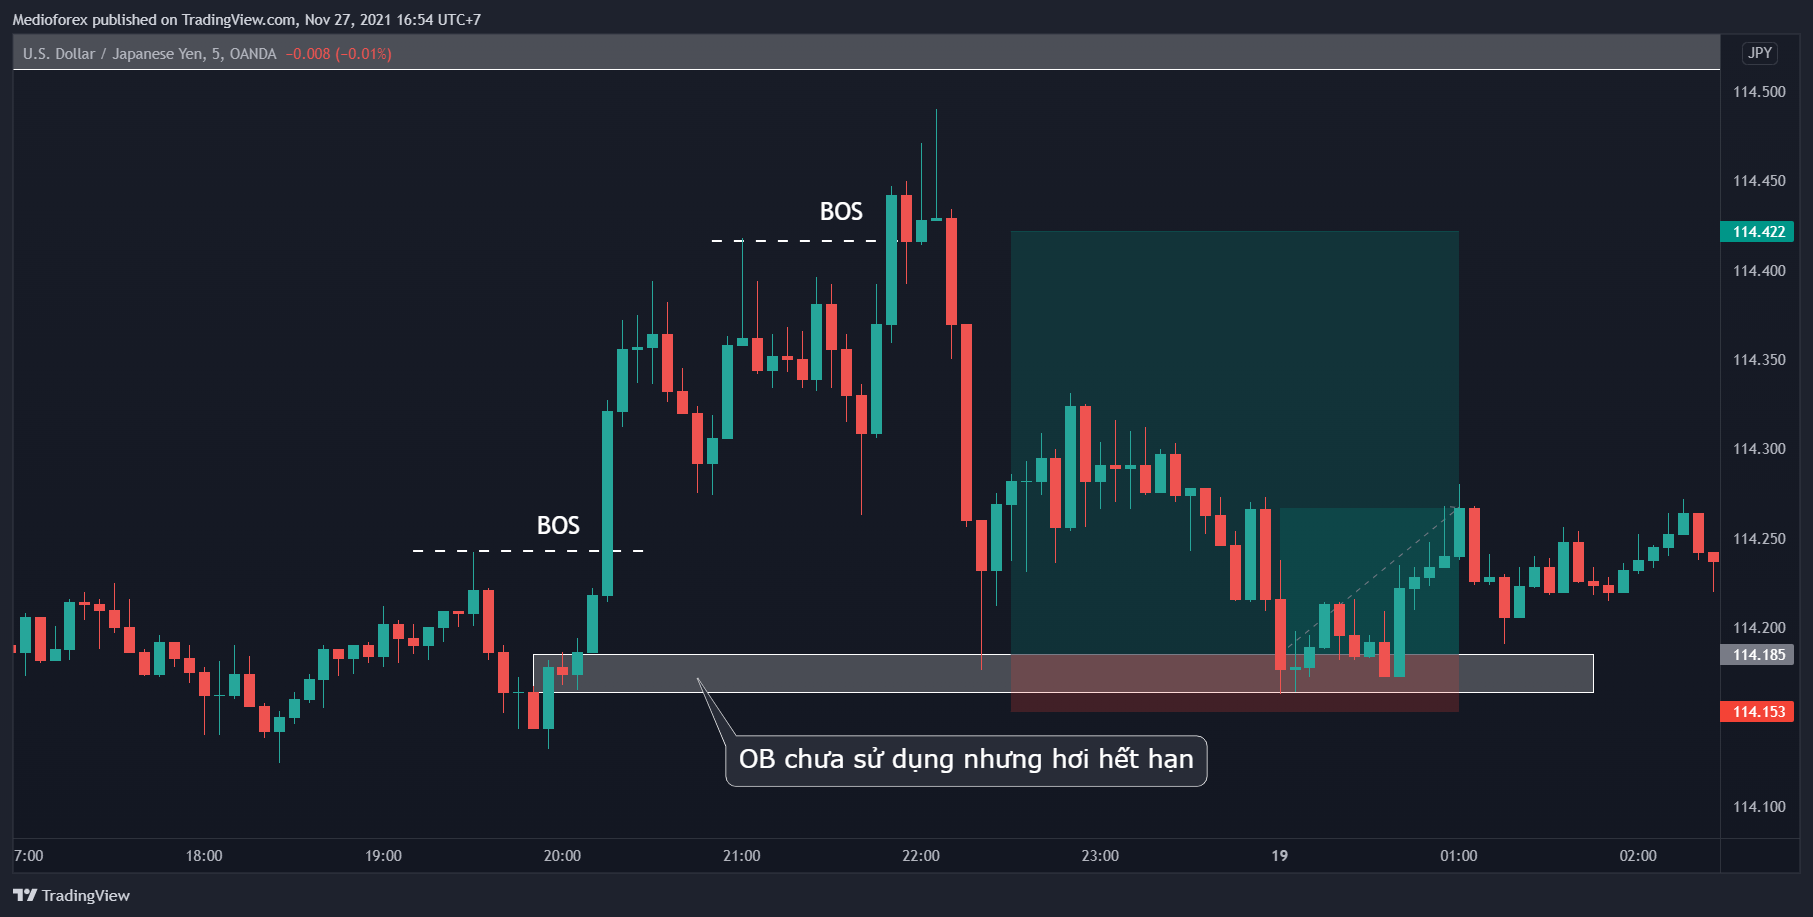 Medioforex published on TradingView.com, Nov 27, 2021 16:54 UTC+7
U.S. Dollar / Japanese Yen, 5, OANDA −0.008 (−0.01%)
JPY
114.500
114.450
BOS
114.422
114.400
114.350
114.300
BOS
114.250
114.200
114.185
114.153
OB chưa sử dụng nhưng hơi hết hạn
114.100
7:00 18:00 19:00 20:00 21:00 22:00 23:00 19 01:00 02:00
TradingView